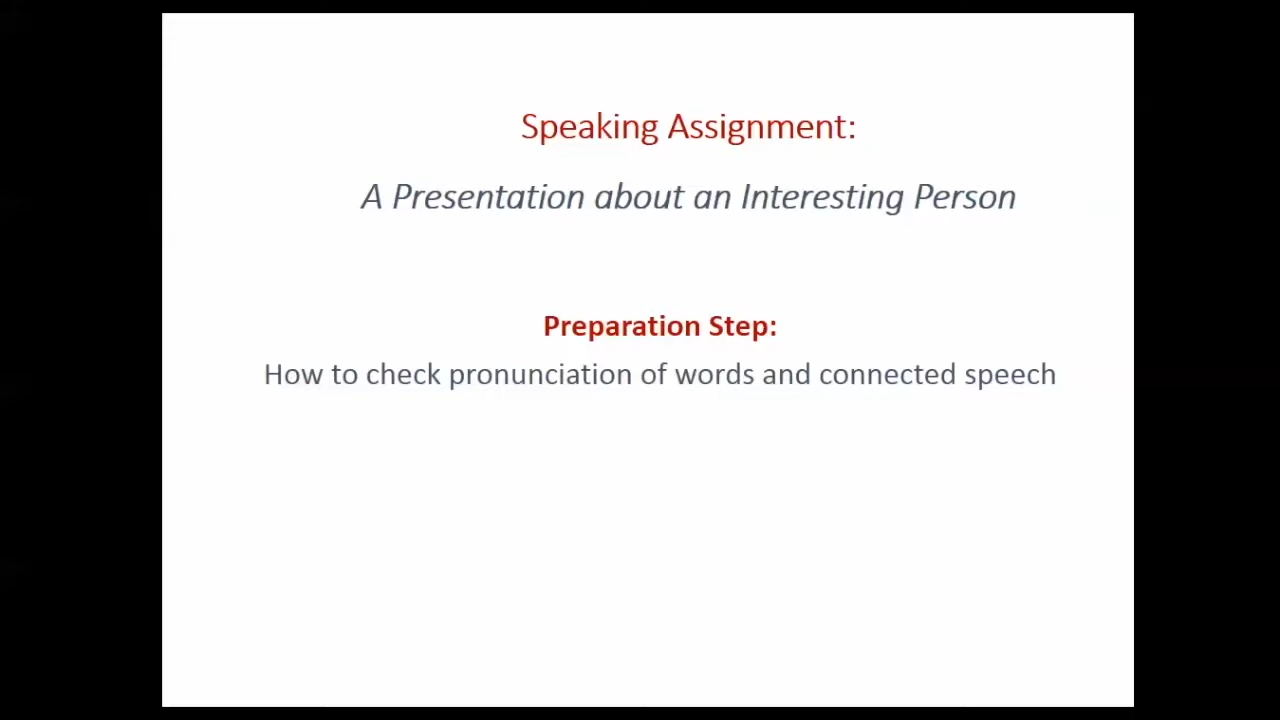 Speaking Assignment:
A Presentation about an Interesting Person
Preparation Step:
How to check pronunciation of words and connected speech